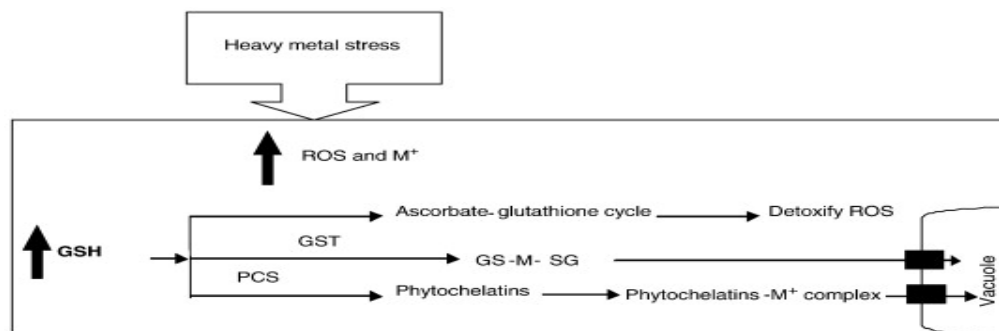 Heavy metal stress
ROS and M⁺
Ascorbate-glutathione cycle
Detoxify ROS
GST
GSH
GS-M-SG
PCS
Phytochelatins
Phytochelatins-M⁺ complex
Vacuole